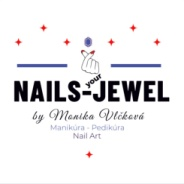 your
NAILS-JEWEL
by Monika Vlčková
Manikúra - Pedikúra
Nail Art